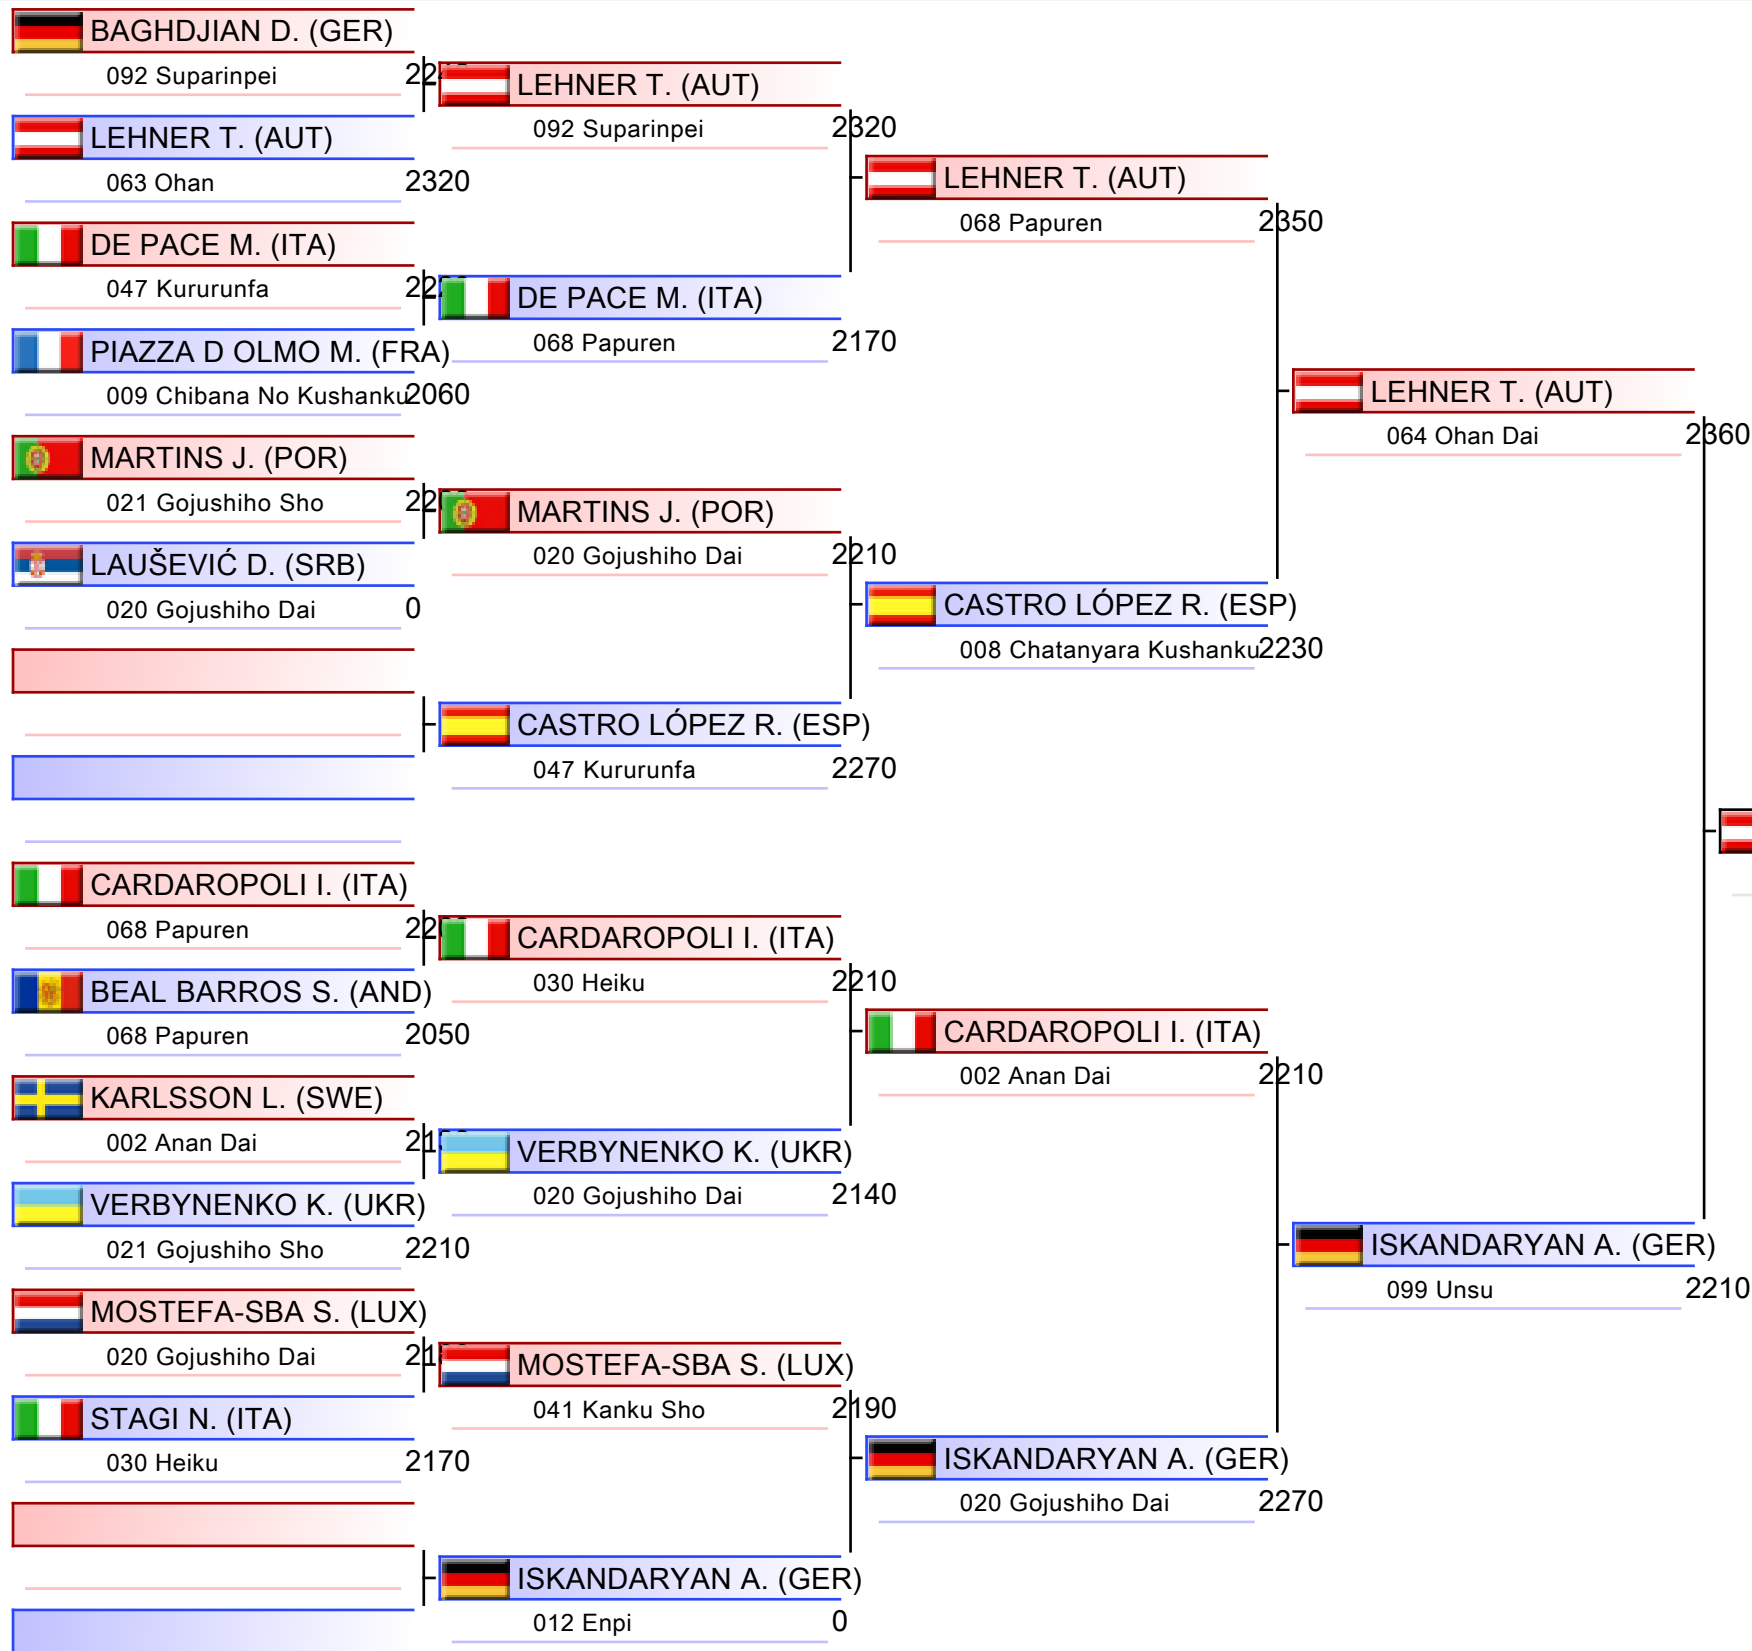 BAGHDJIAN D. (GER)
092 Suparinpei
LEHNER T. (AUT)
063 Ohan 2320
DE PACE M. (ITA)
047 Kururunfa
PIAZZA D OLMO M. (FRA)
009 Chibana No Kushanku 2060
MARTINS J. (POR)
021 Gojushiho Sho
LAUŠEVIĆ D. (SRB)
020 Gojushiho Dai 0
CARDAROPOLI I. (ITA)
068 Papuren
BEAL BARROS S. (AND)
068 Papuren 2050
KARLSSON L. (SWE)
002 Anan Dai
VERBYNENKO K. (UKR)
021 Gojushiho Sho 2210
MOSTEFA-SBA S. (LUX)
020 Gojushiho Dai
STAGI N. (ITA)
030 Heiku 2170
LEHNER T. (AUT)
092 Suparinpei 2320
DE PACE M. (ITA)
068 Papuren 2170
MARTINS J. (POR)
020 Gojushiho Dai 2210
CASTRO LÓPEZ R. (ESP)
047 Kururunfa 2270
CARDAROPOLI I. (ITA)
030 Heiku 2210
VERBYNENKO K. (UKR)
020 Gojushiho Dai 2140
MOSTEFA-SBA S. (LUX)
041 Kanku Sho 2190
ISKANDARYAN A. (GER)
012 Enpi 0
LEHNER T. (AUT)
068 Papuren 2350
CASTRO LÓPEZ R. (ESP)
008 Chatanyara Kushanku 2230
CARDAROPOLI I. (ITA)
002 Anan Dai 2210
ISKANDARYAN A. (GER)
020 Gojushiho Dai 2270
LEHNER T. (AUT)
064 Ohan Dai 2360
ISKANDARYAN A. (GER)
099 Unsu 2210